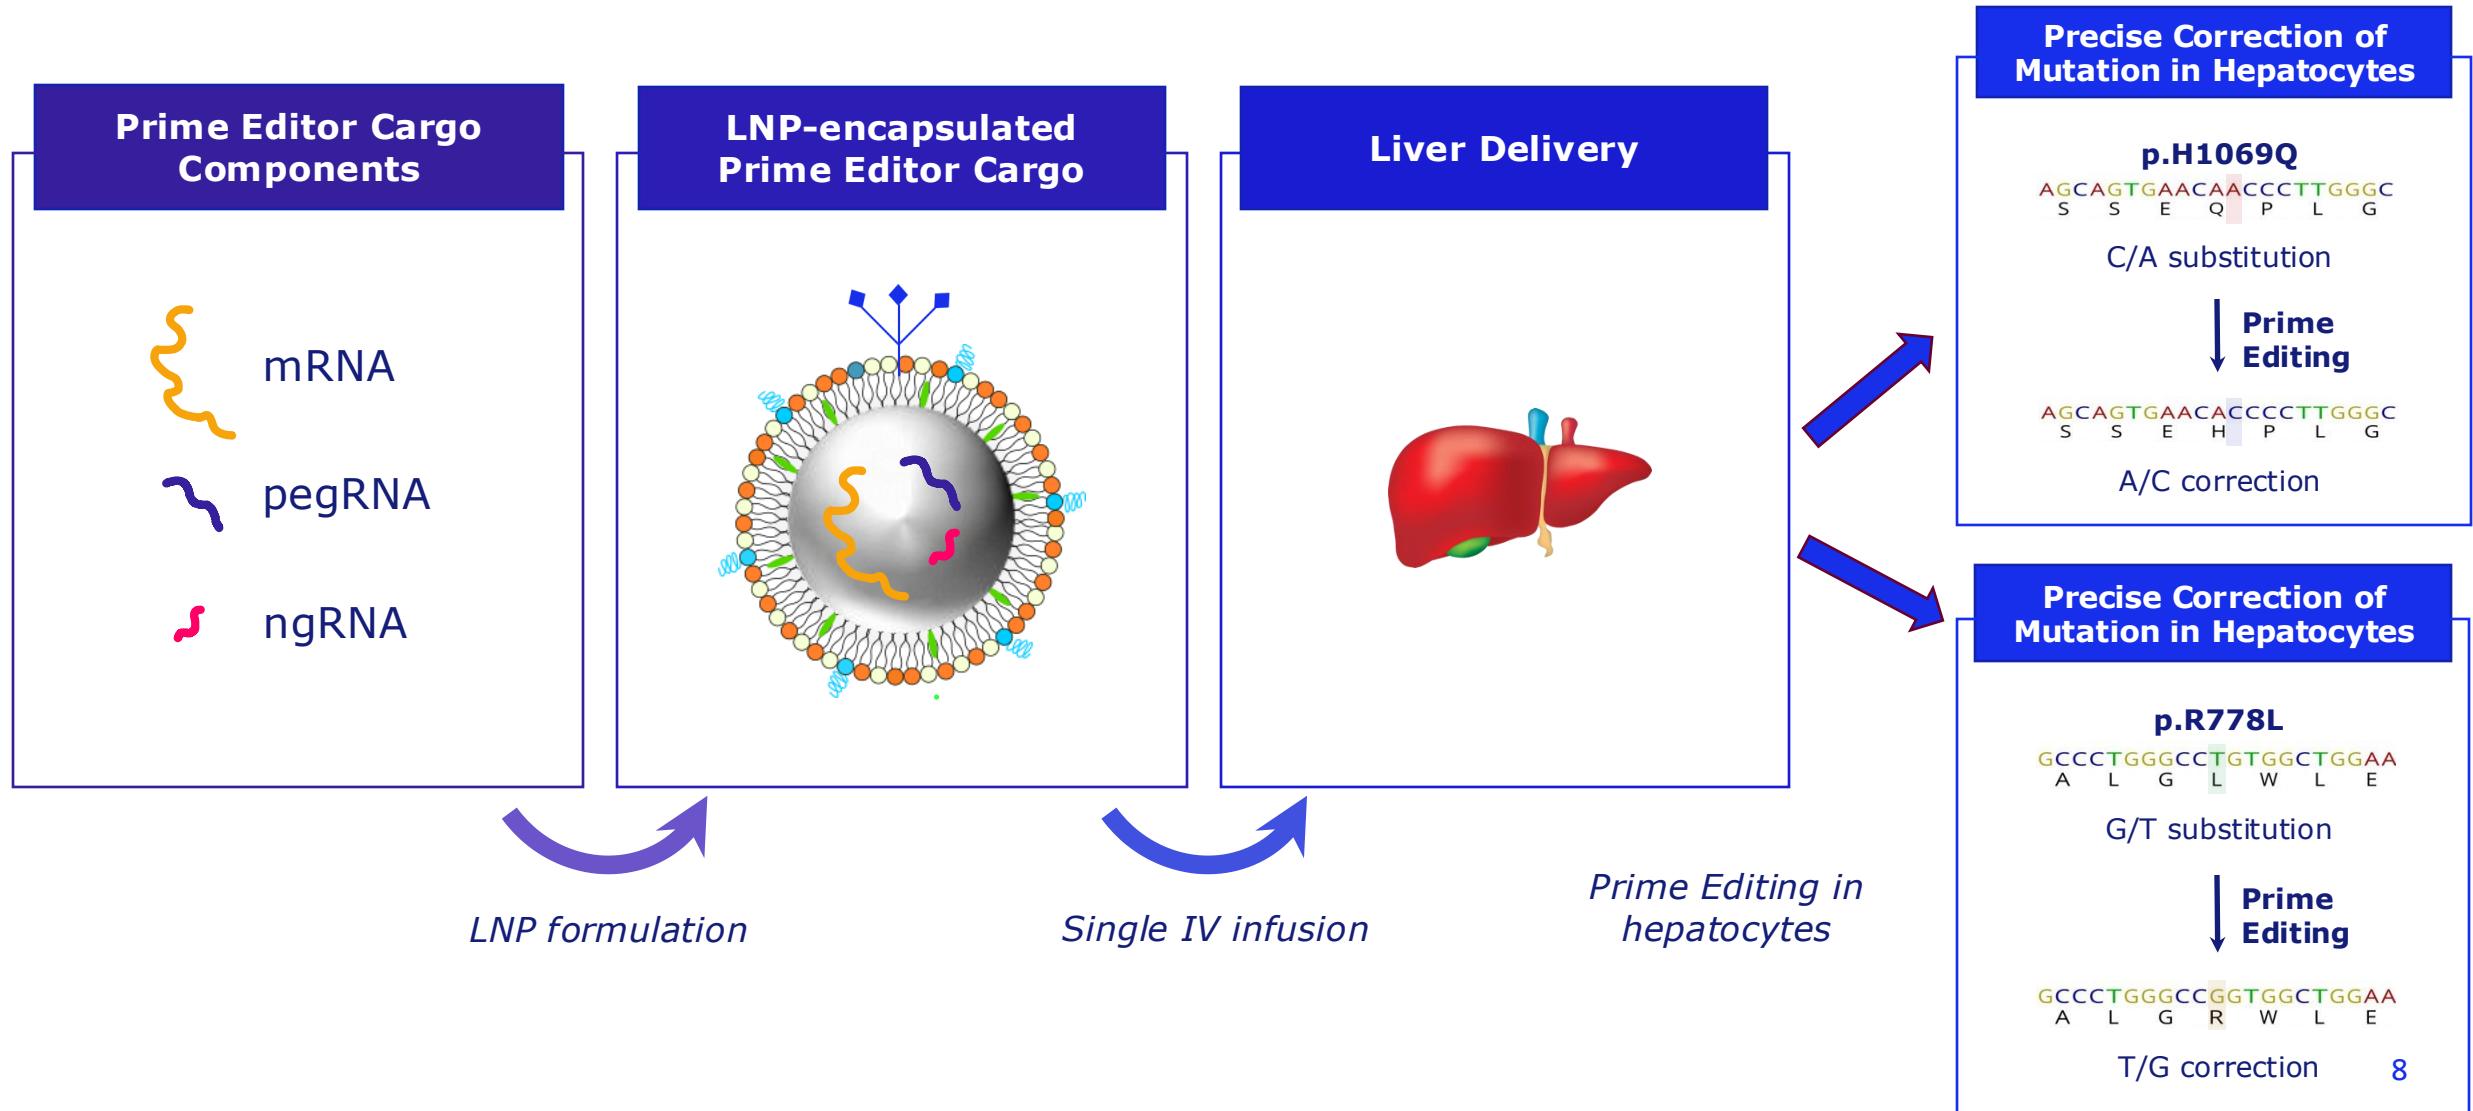 Prime Editor Cargo
Components
mRNA
pegRNA
ngRNA
LNP formulation
LNP-encapsulated
Prime Editor Cargo
Single IV infusion
Liver Delivery
Prime Editing in
hepatocytes
Precise Correction of
Mutation in Hepatocytes
p.H1069Q
AGCAGTGAACAACCCTTGGGC
S S E Q P L G
C/A substitution
Prime
Editing
AGCAGTGAACACCCCTTGGGC
S S E H P L G
A/C correction
Precise Correction of
Mutation in Hepatocytes
p.R778L
GCCCTGGGCCTGTGGCTGGAA
A L G L W L E
G/T substitution
Prime
Editing
GCCCTGGGCCGGTGGCTGGAA
A L G R W L E
T/G correction
8